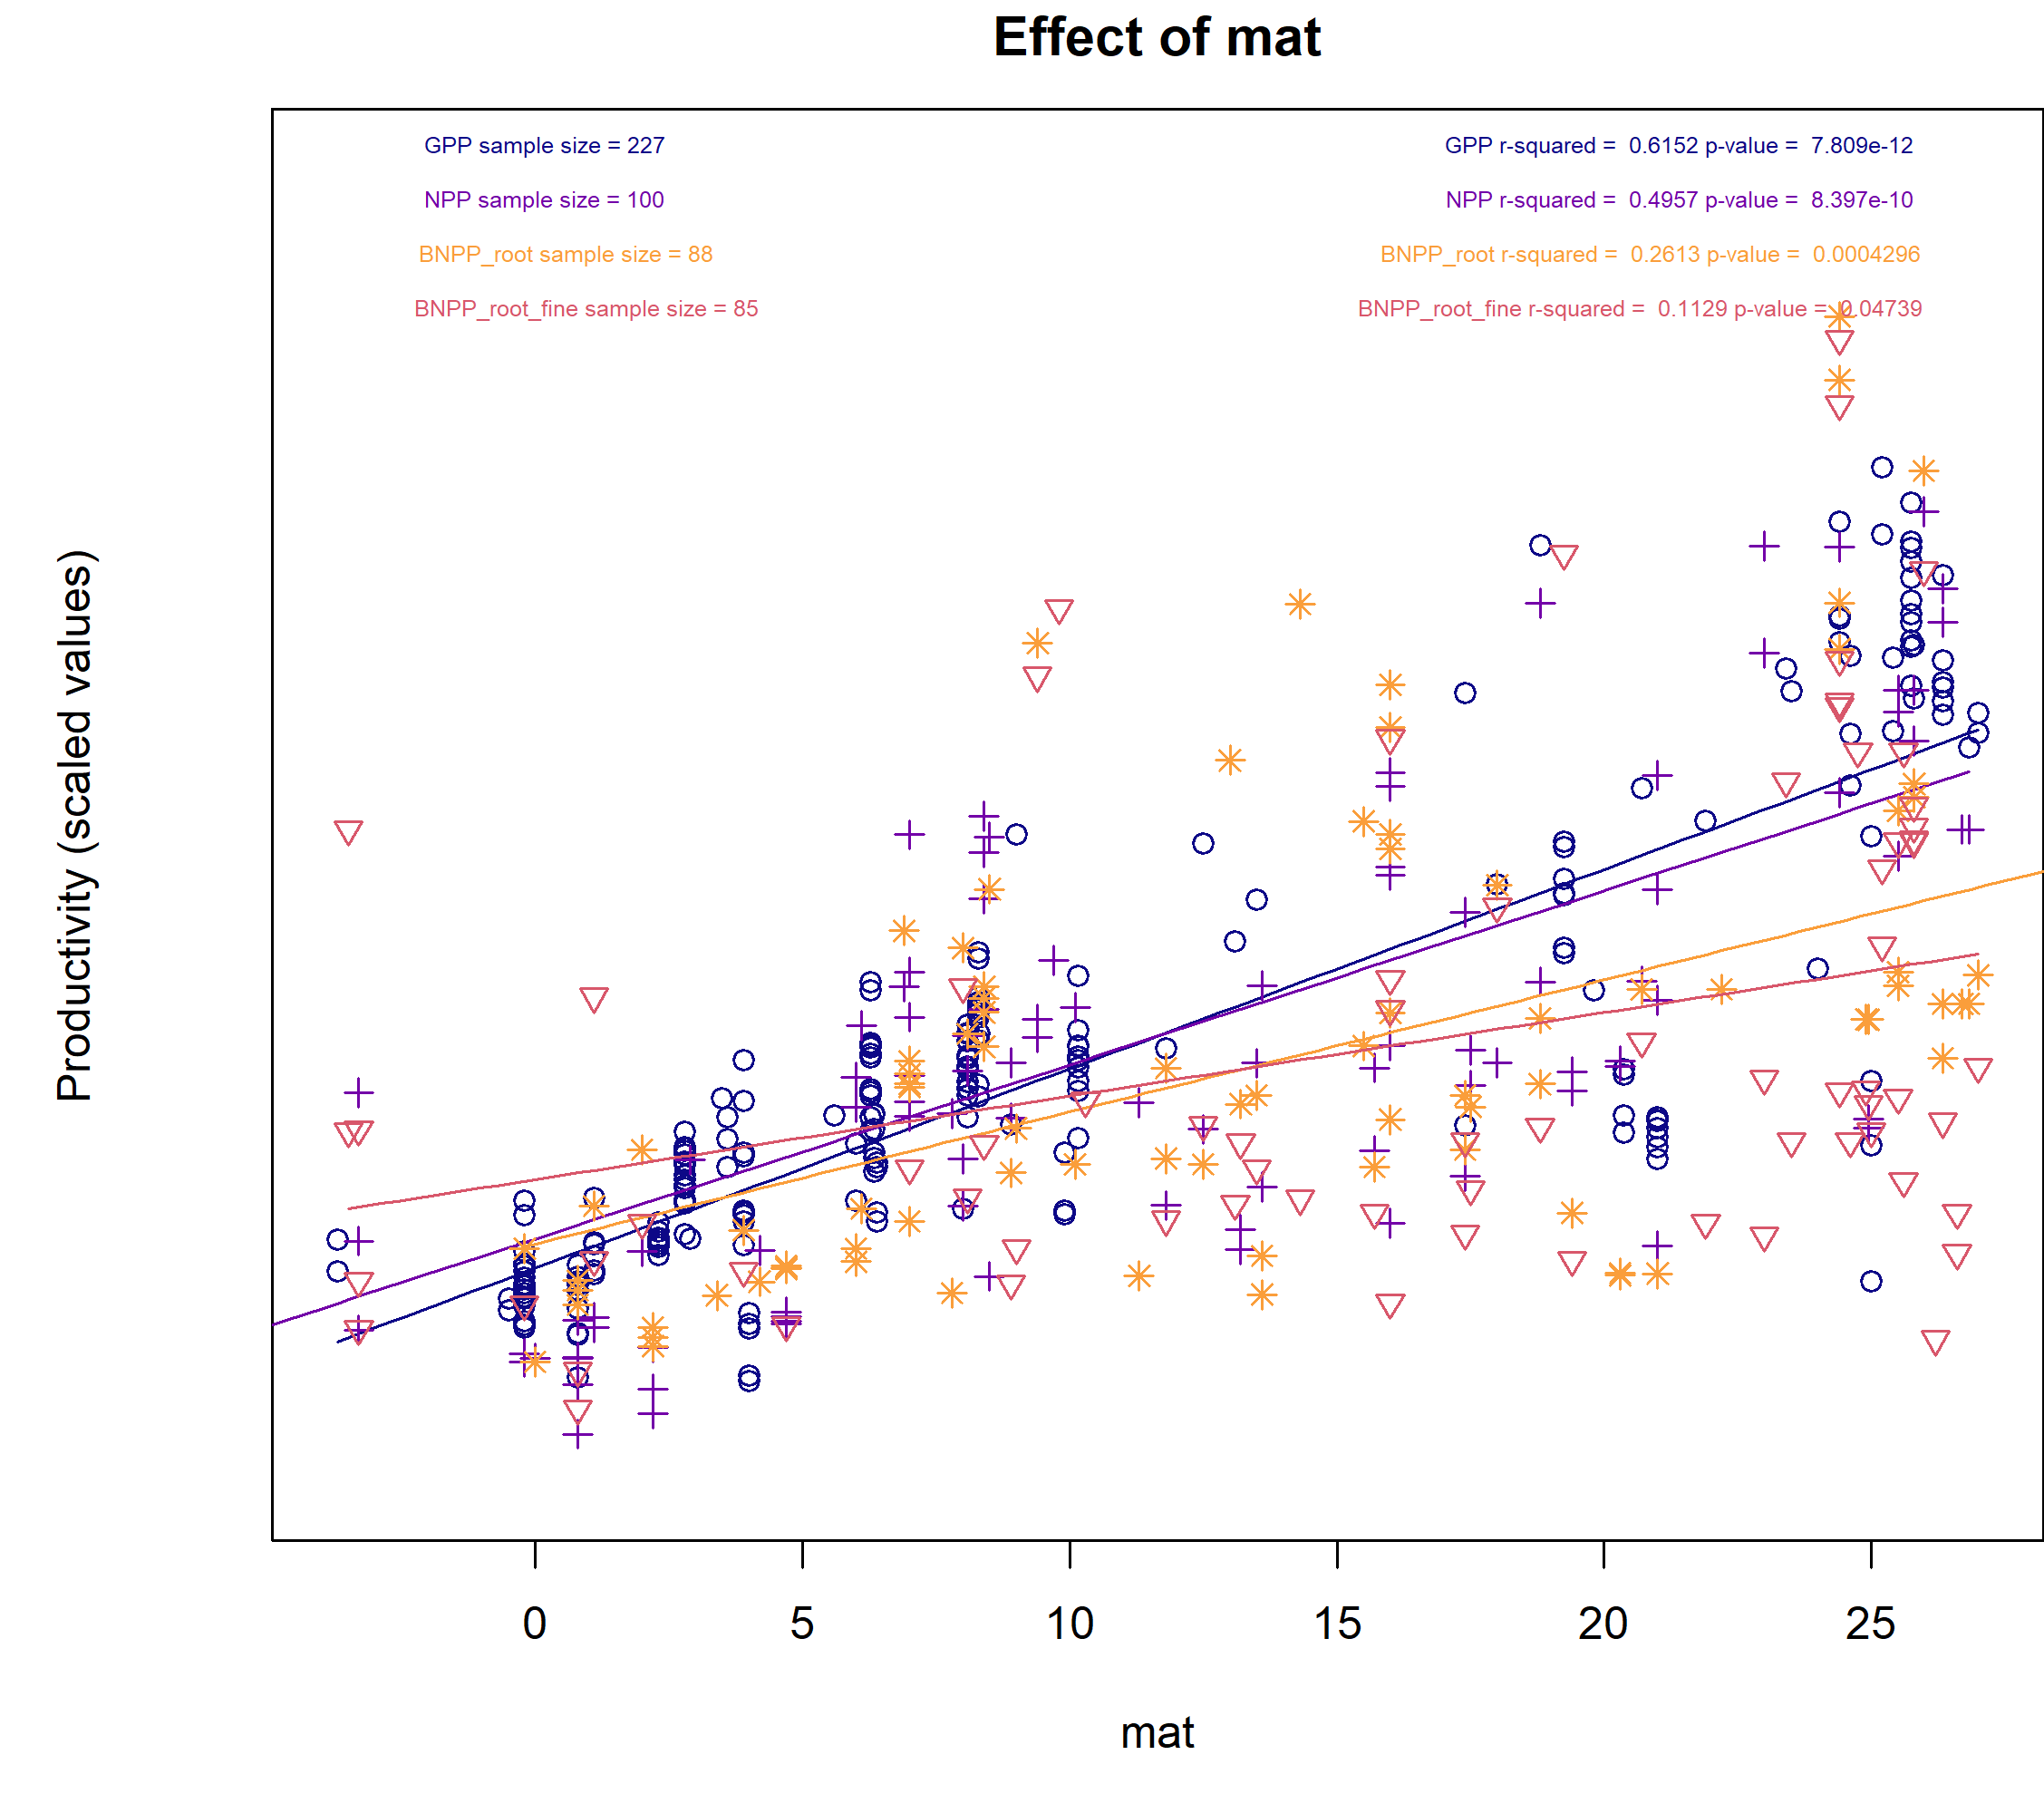 Effect of mat
GPP sample size = 227
GPP r-squared = 0.6152 p-value = 7.809e-12
NPP sample size = 100
NPP r-squared = 0.4957 p-value = 8.397e-10
BNPP_root sample size = 88
BNPP_root r-squared = 0.2613 p-value = 0.0004296
BNPP_root_fine sample size = 85
BNPP_root_fine r-squared = 0.1129 p-value = 0.04739
Productivity (scaled values)
0 5 10 15 20 25
mat